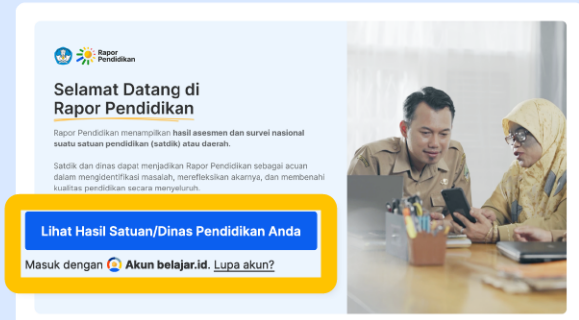 Rapor
Pendidikan
Selamat Datang di
Rapor Pendidikan
Rapor Pendidikan menampilkan hasil asesmen dan survei nasional
suatu satuan pendidikan (satdik) atau daerah.
Satdik dan dinas dapat menjadikan Rapor Pendidikan sebagai acuan
dalam mengidentifikasi masalah, merefleksikan akarnya, dan membenahi
kualitas pendidikan secara menyeluruh.
Lihat Hasil Satuan/Dinas Pendidikan Anda
Masuk dengan Akun belajar.id. Lupa akun?